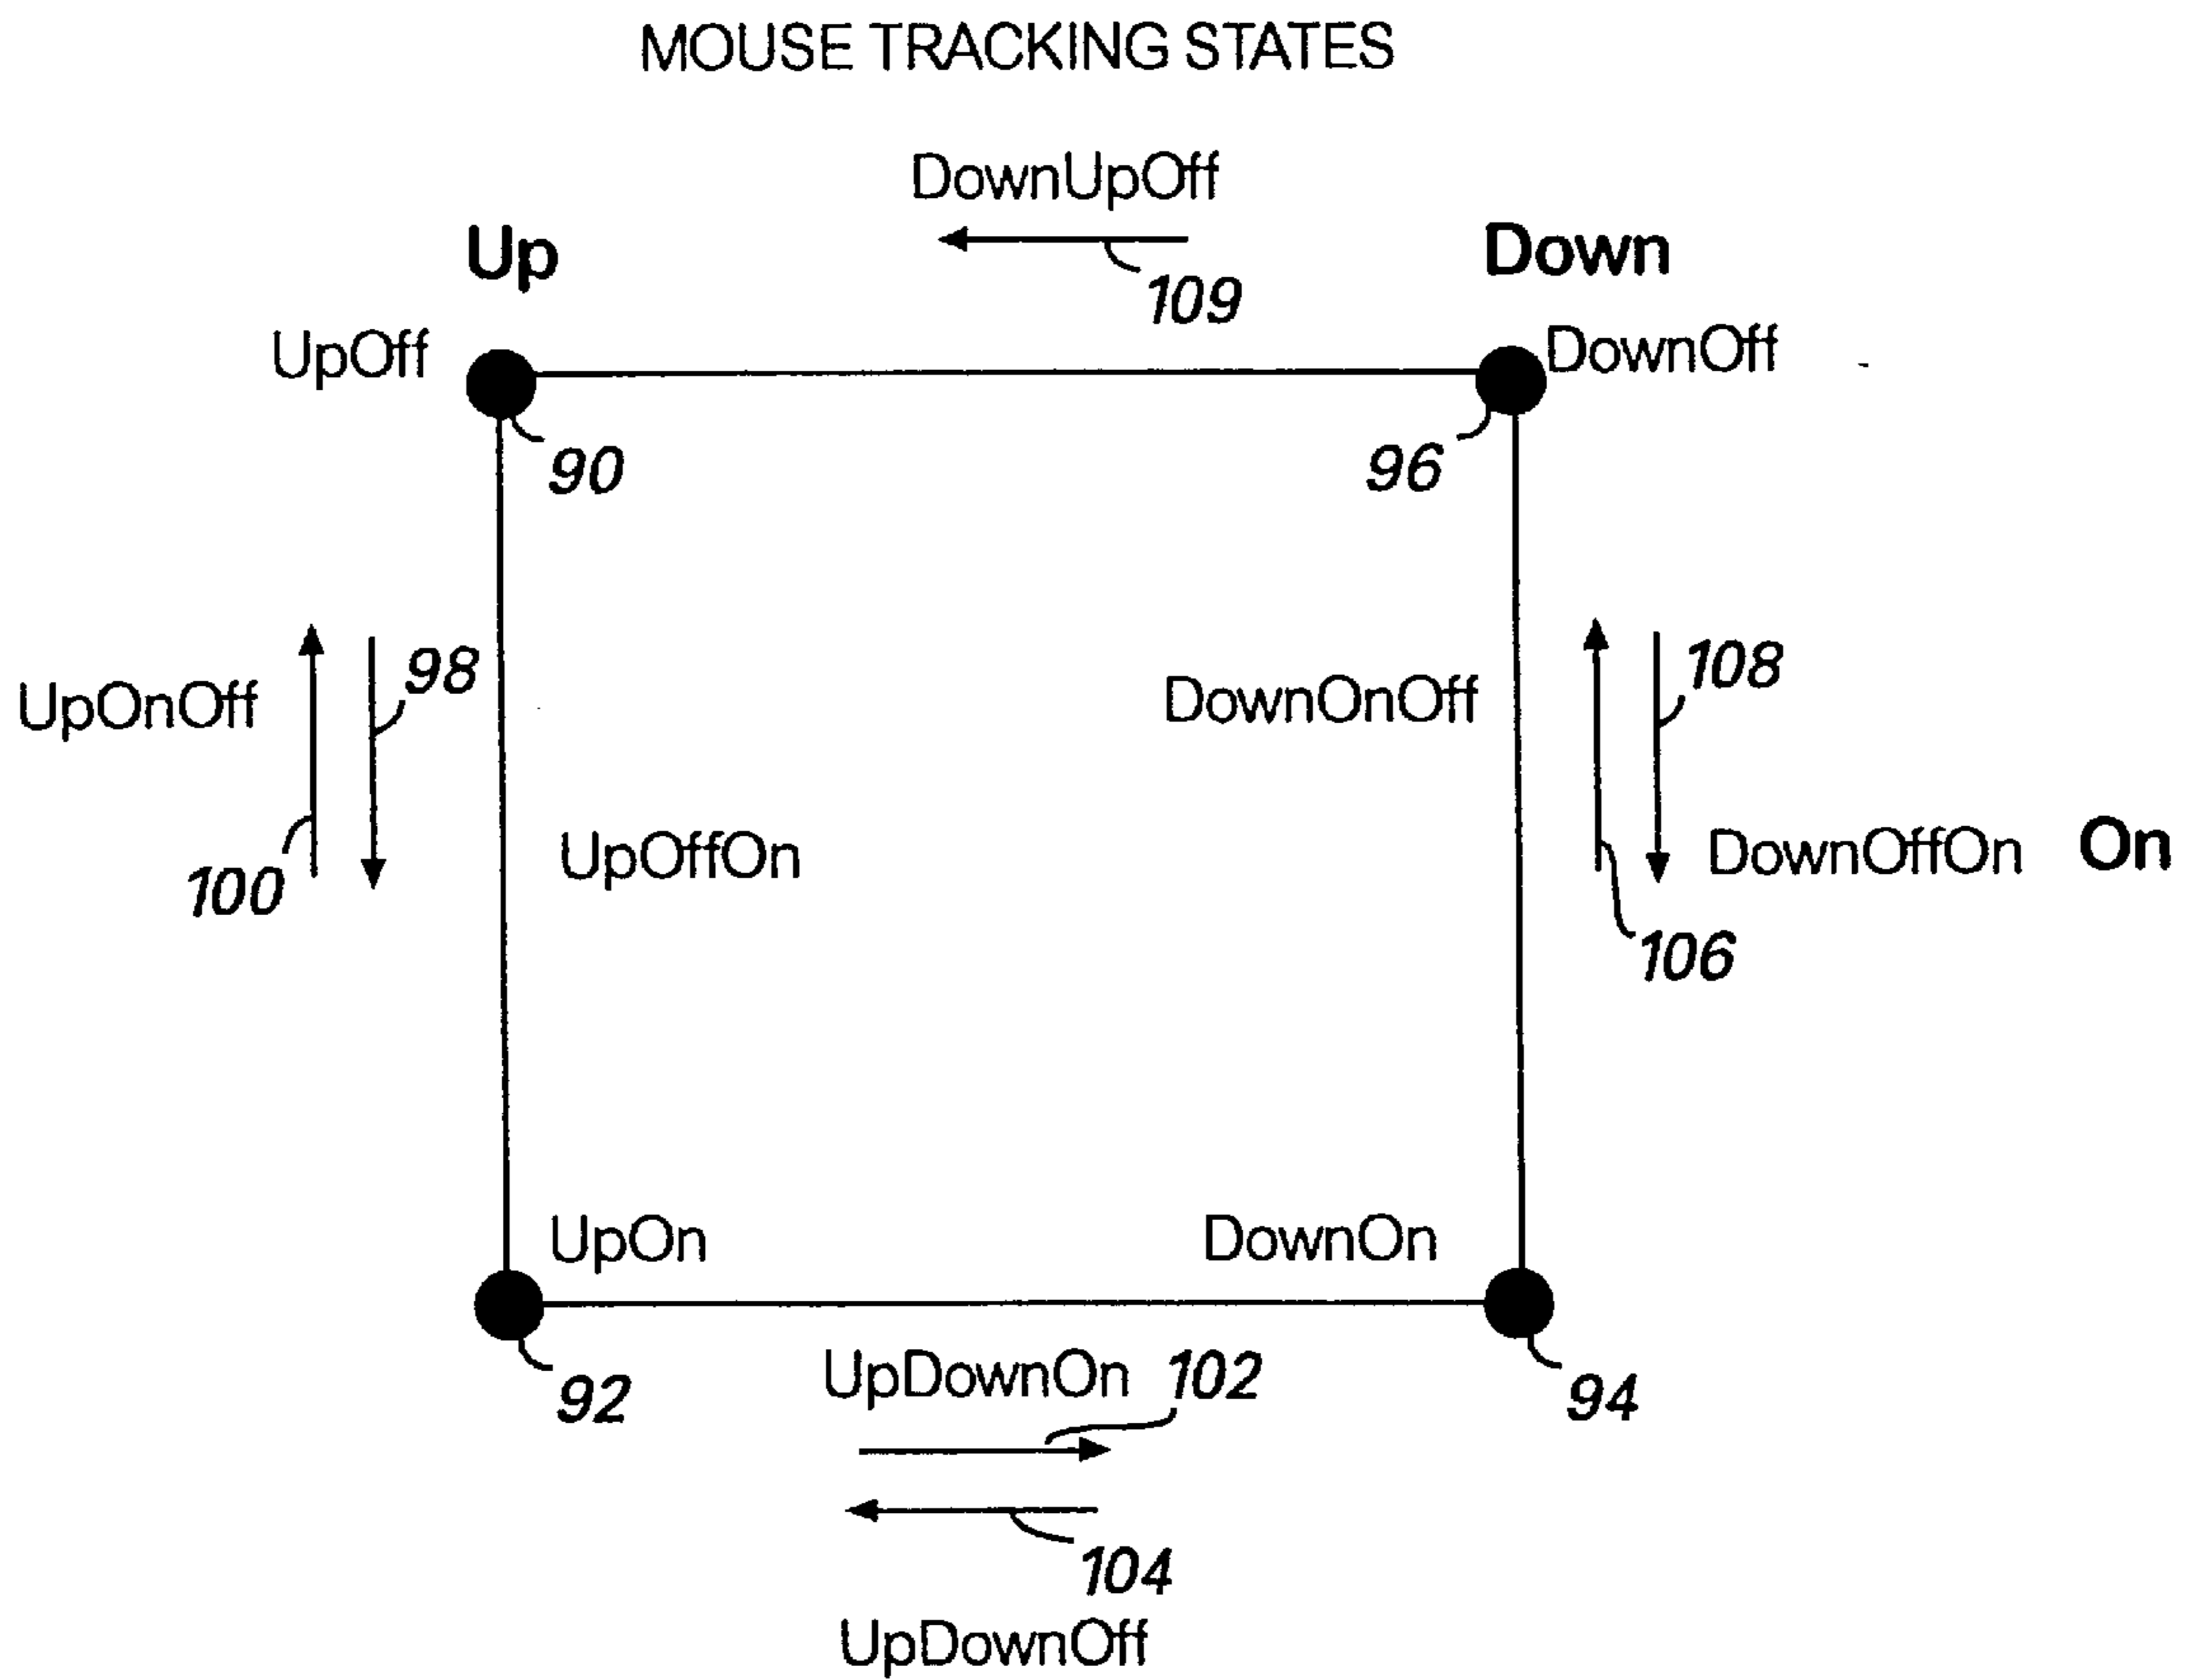 MOUSE TRACKING STATES
DownUpOff
Up
Down
109
UpOff
DownOff
90
96
98
108
UpOnOff
DownOnOff
UpOffOn
DownOffOn
On
100
106
UpOn
DownOn
UpDownOn
102
92
94
104
UpDownOff